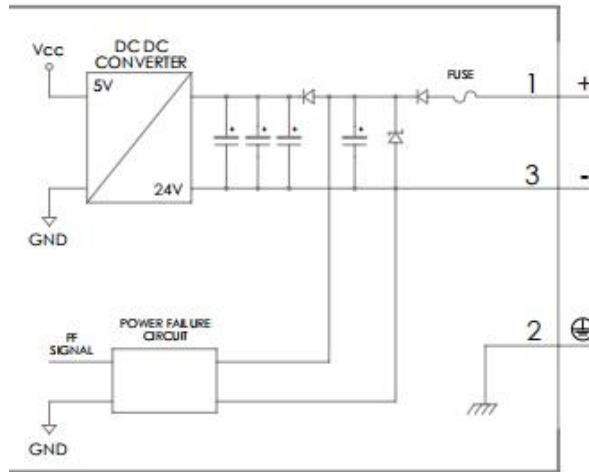 Vcc
DC DC
CONVERTER
5V
24V
GND
FUSE
1 +
3 -
2
POWER FAILURE
CIRCUIT
PF
SIGNAL
GND
+ + + +